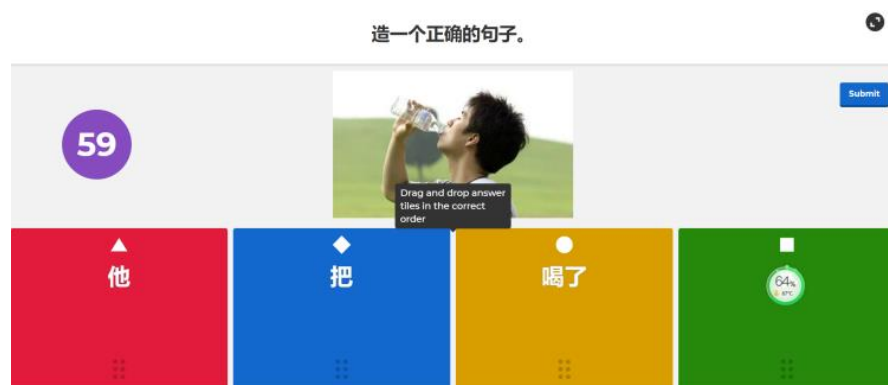 造一个正确的句子。
Submit
59
Drag and drop answer
tiles in the correct
order
他
把
喝了
64%